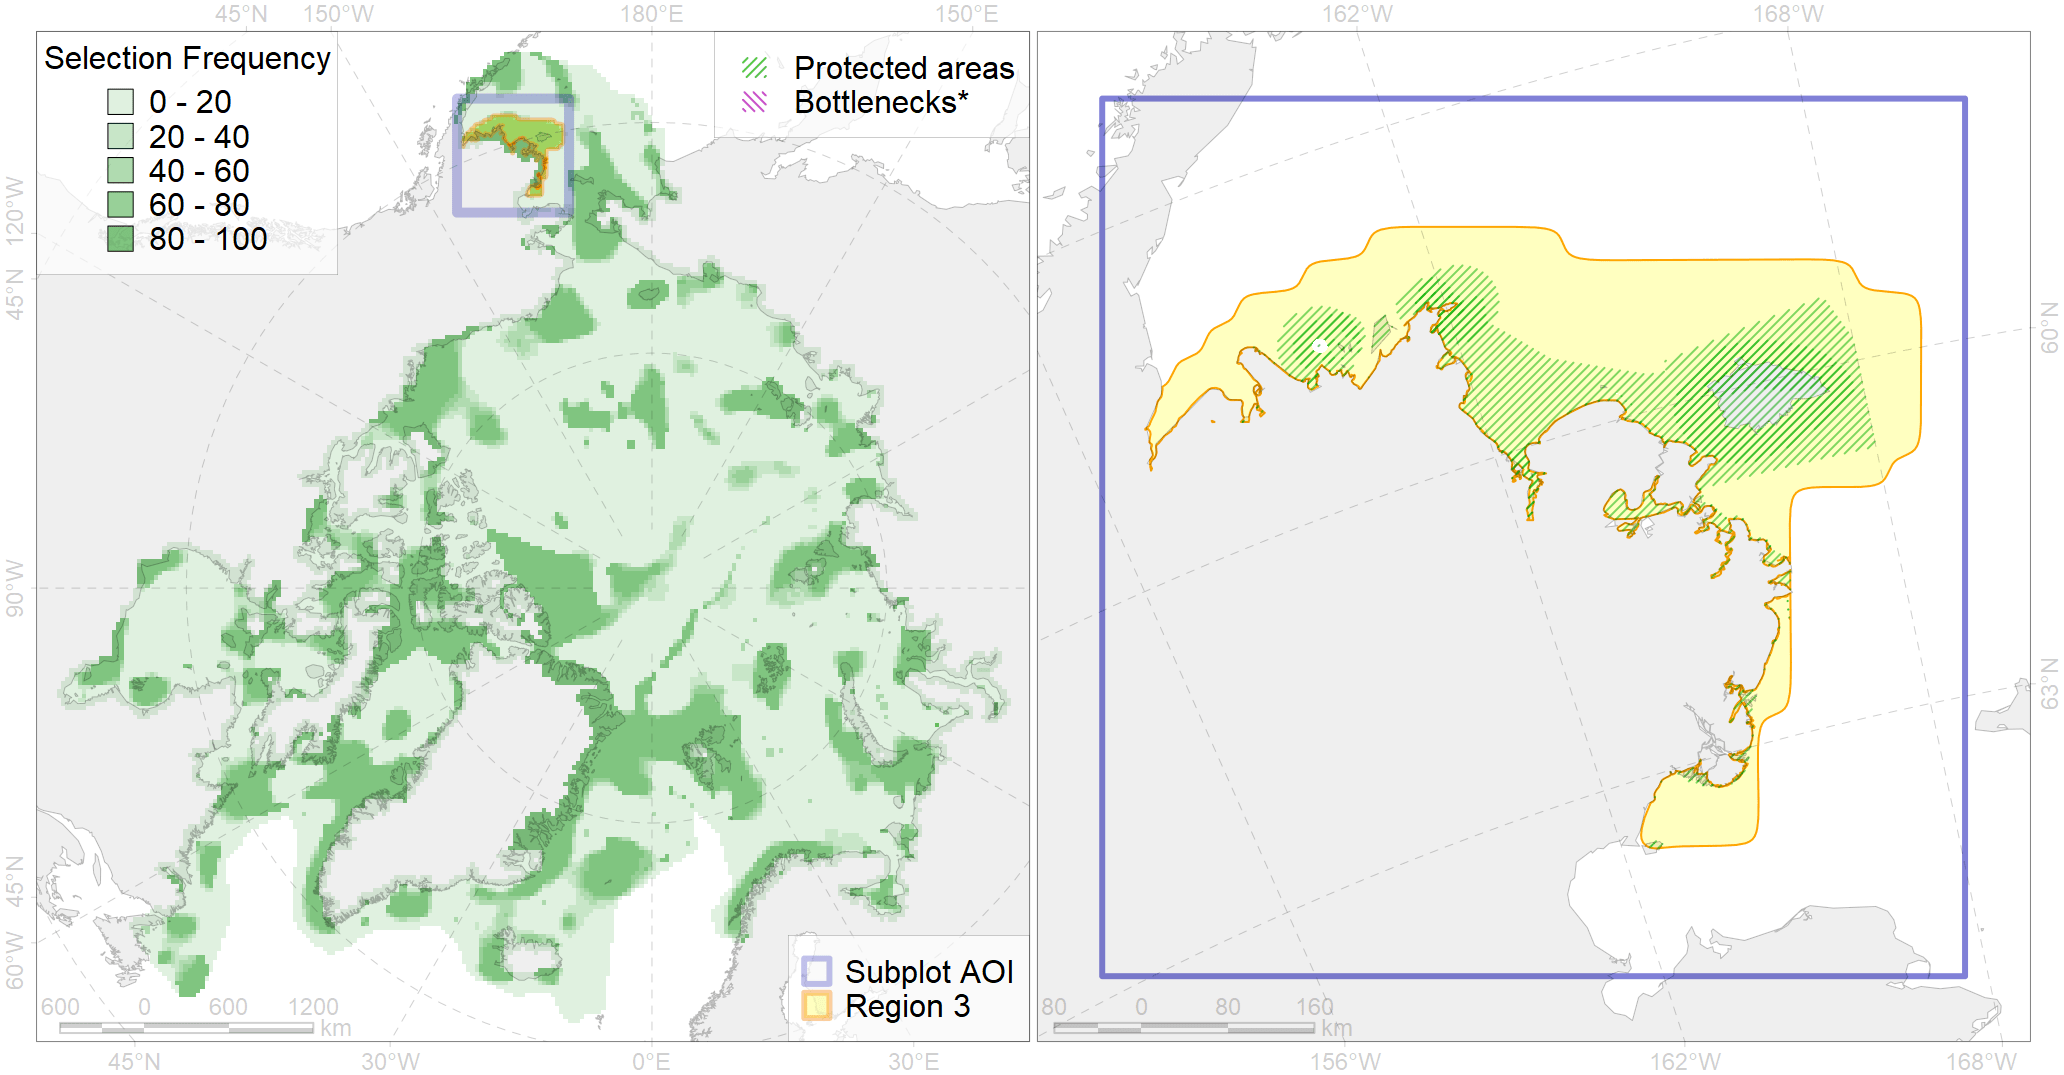 45°N 150°W 180°E 150°E 162°W 168°W
Selection Frequency
0 - 20
20 - 40
40 - 60
60 - 80
80 - 100
Protected areas
Bottlenecks*
120°W
45°N
90°W
45°N
60°W
60°N
63°N
Subplot AOI
Region 3
600 0 600 1200
km
80 0 80 160
km
45°N 30°W 0°E 30°E 156°W 162°W 168°W